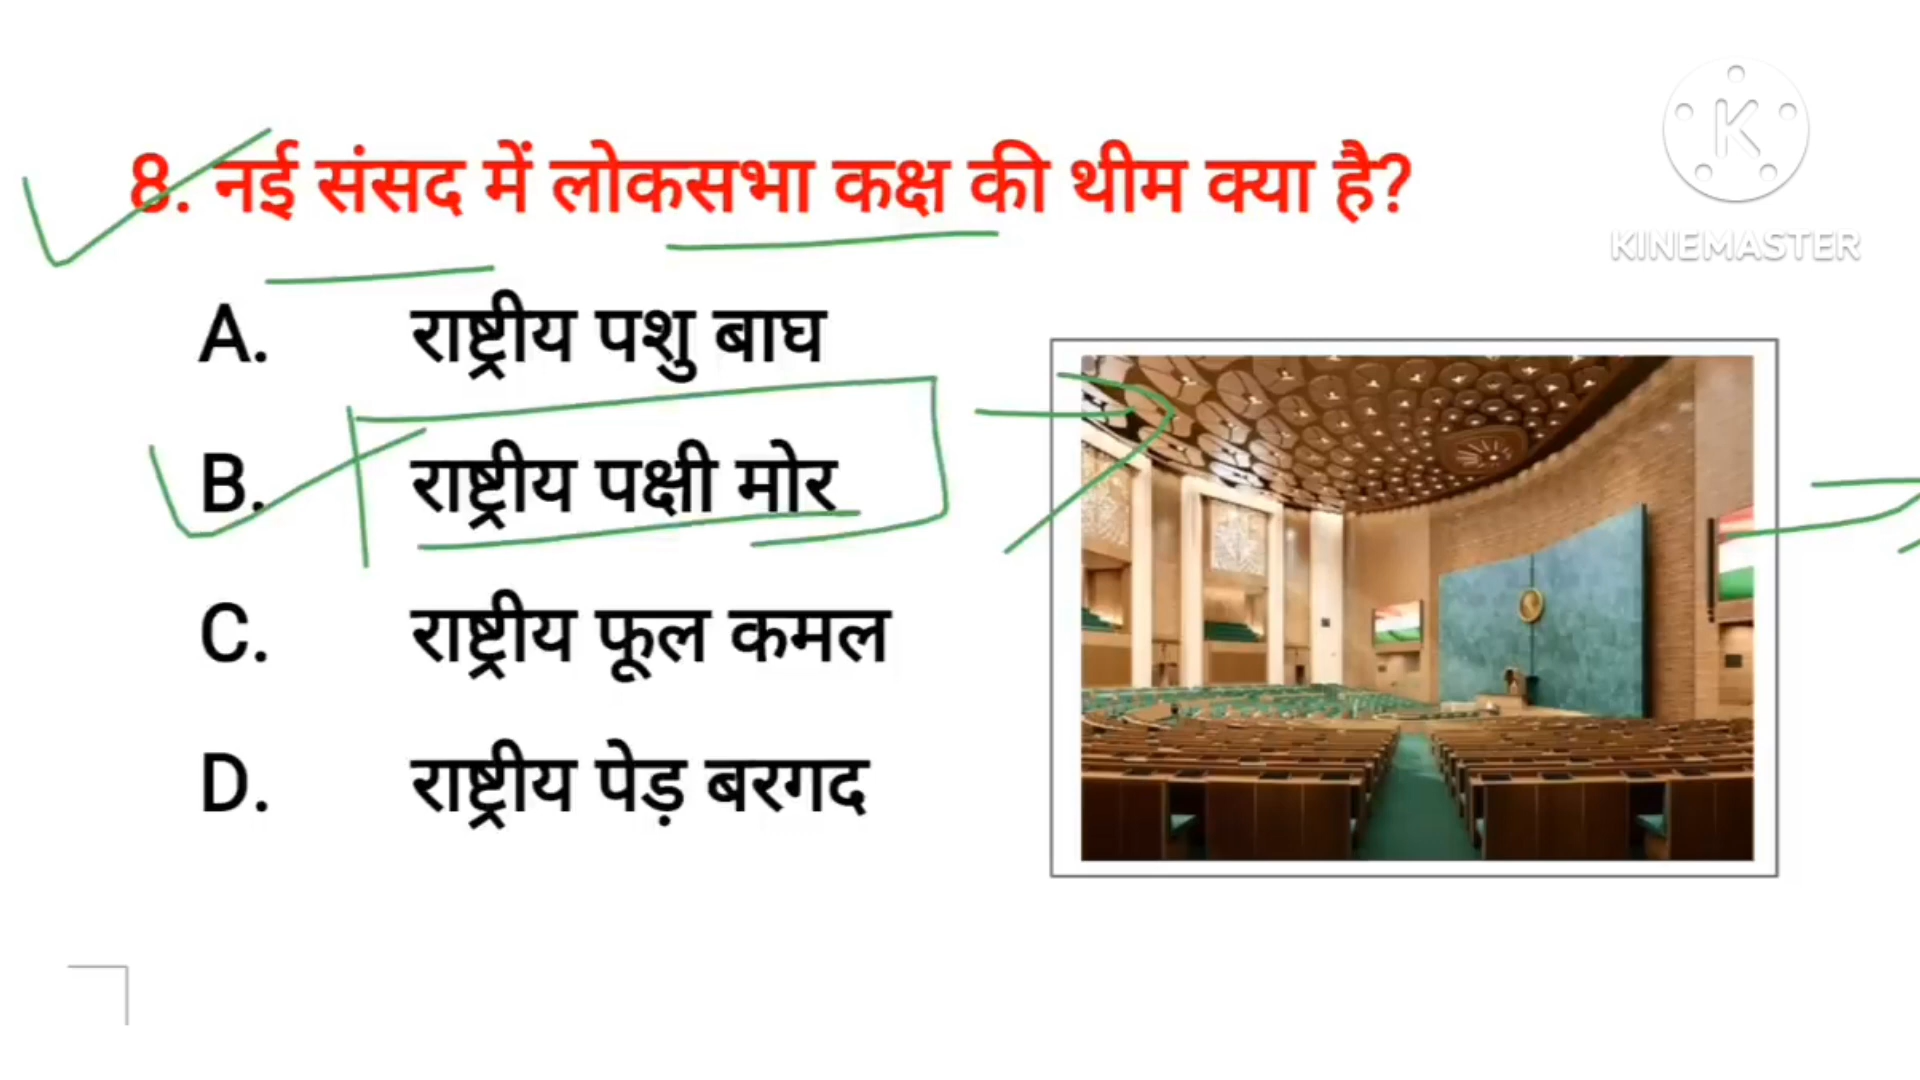 8. नई संसद में लोकसभा कक्ष की थीम क्या है?
A. राष्ट्रीय पशु बाघ
B. राष्ट्रीय पक्षी मोर
C. राष्ट्रीय फूल कमल
D. राष्ट्रीय पेड़ बरगद
K
KINEMASTER